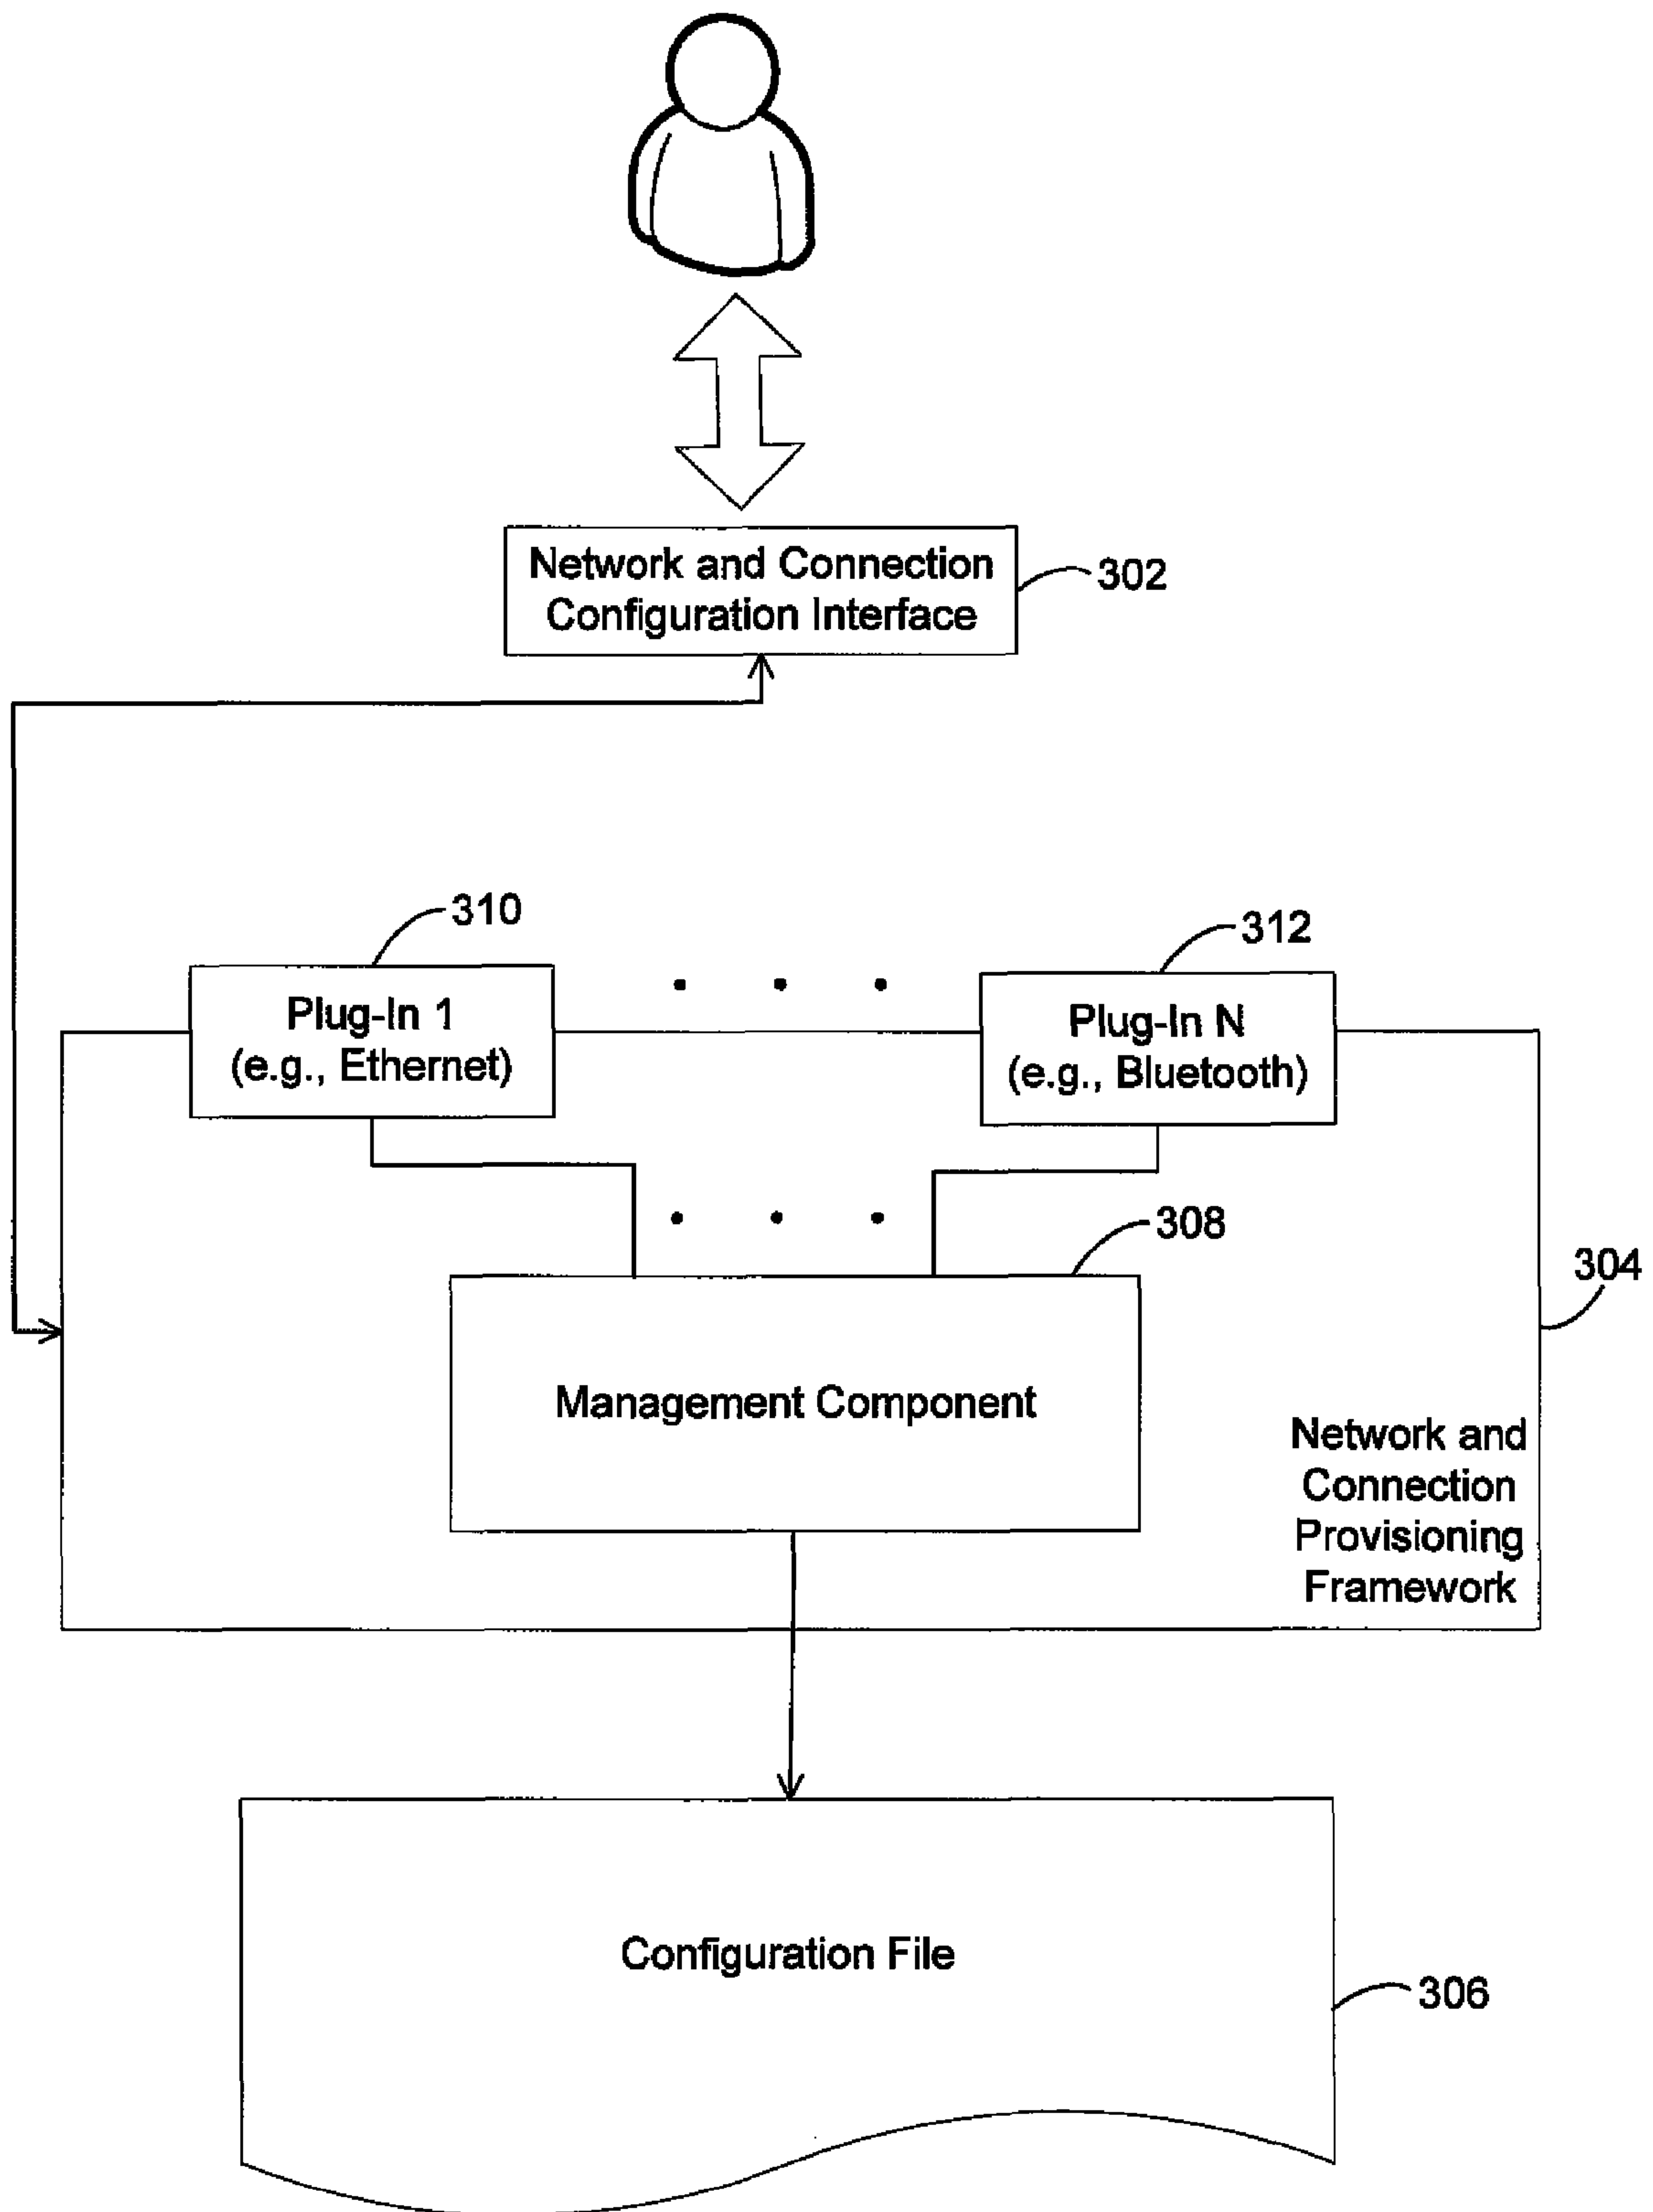 Network and Connection
Configuration Interface
302
310
312
Plug-In 1
(e.g., Ethernet)
Plug-In N
(e.g., Bluetooth)
308
304
Management Component
Network and
Connection
Provisioning
Framework
Configuration File
306